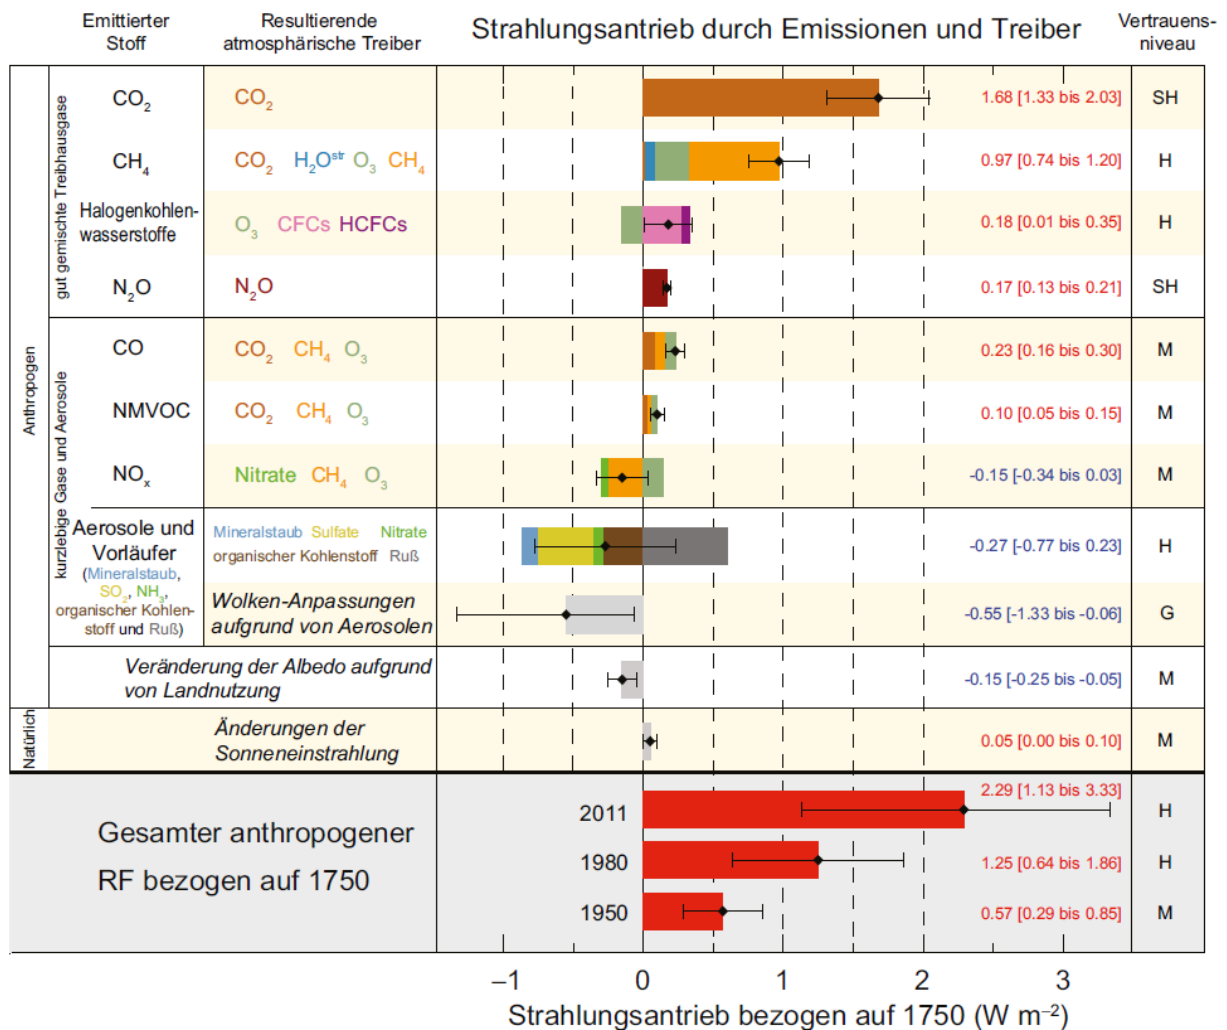 Emittierter Stoff
Resultierende atmosphärische Treiber
Strahlungsantrieb durch Emissionen und Treiber
Vertrauens-niveau
Anthropogen
gut gemischte Treibhausgase
CO₂ CO₂ 1.68 [1.33 bis 2.03] SH
CH₄ CO₂ H₂Oˢᵗʳ O₃ CH₄ 0.97 [0.74 bis 1.20] H
Halogenkohlen-
wasserstoffe O₃ CFCs HCFCs 0.18 [0.01 bis 0.35] H
N₂O N₂O 0.17 [0.13 bis 0.21] SH
kurzlebige Gase und Aerosole
CO CO₂ CH₄ O₃ 0.23 [0.16 bis 0.30] M
NMVOC CO₂ CH₄ O₃ 0.10 [0.05 bis 0.15] M
NOₓ Nitrate CH₄ O₃ -0.15 [-0.34 bis 0.03] M
Aerosole und
Vorläufer
(Mineralstaub,
SO₂, NH₃,
organischer Kohlen-
stoff und Ruß)
Mineralstaub Sulfate Nitrate
organischer Kohlenstoff Ruß
-0.27 [-0.77 bis 0.23] H
Wolken-Anpassungen
aufgrund von Aerosolen
-0.55 [-1.33 bis -0.06] G
Veränderung der Albedo aufgrund
von Landnutzung
-0.15 [-0.25 bis -0.05] M
Natürlich
Änderungen der
Sonneneinstrahlung
0.05 [0.00 bis 0.10] M
Gesamter anthropogener
RF bezogen auf 1750
2011 2.29 [1.13 bis 3.33] H
1980 1.25 [0.64 bis 1.86] H
1950 0.57 [0.29 bis 0.85] M
–1 0 1 2 3
Strahlungsantrieb bezogen auf 1750 (W m⁻²)